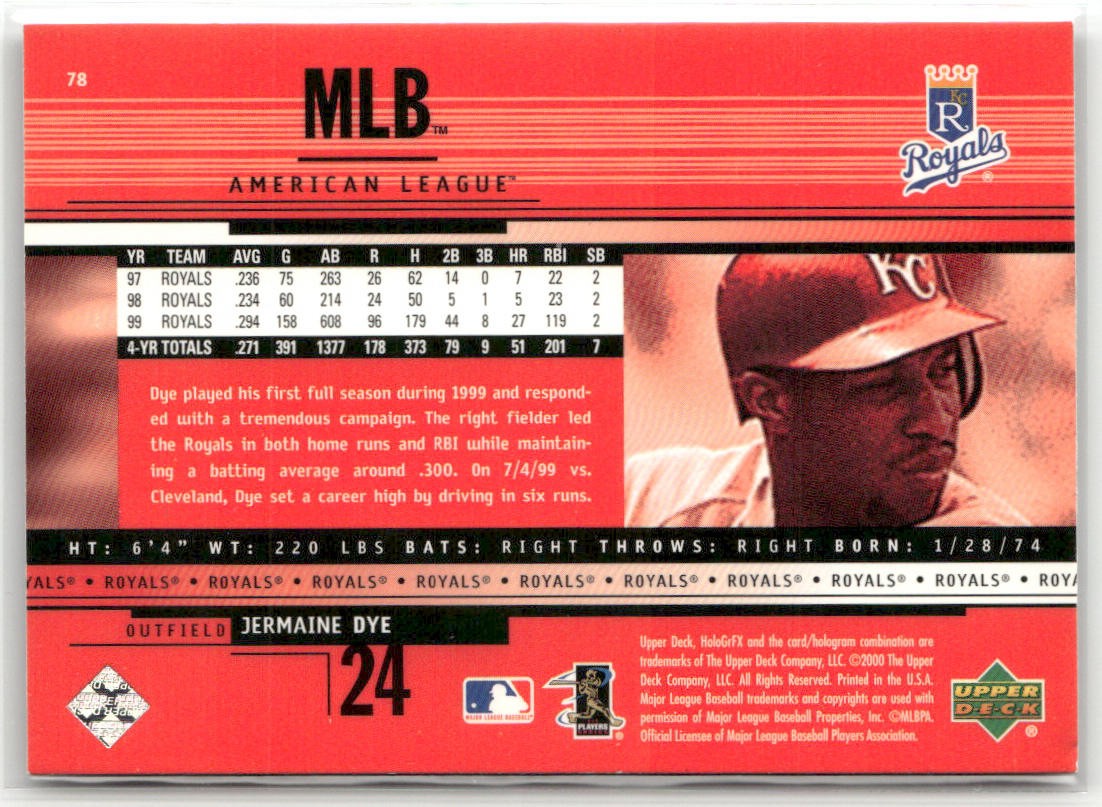 78
MLB™
AMERICAN LEAGUE™
KC
R
Royals®
YR TEAM AVG G AB R H 2B 3B HR RBI SB
97 ROYALS .236 75 263 26 62 14 0 7 22 2
98 ROYALS .234 60 214 24 50 5 1 5 23 2
99 ROYALS .294 158 608 96 179 44 8 27 119 2
4-YR TOTALS .271 391 1377 178 373 79 9 51 201 7
KC
Dye played his first full season during 1999 and respond-
ed with a tremendous campaign. The right fielder led
the Royals in both home runs and RBI while maintain-
ing a batting average around .300. On 7/4/99 vs.
Cleveland, Dye set a career high by driving in six runs.
HT: 6'4" WT: 220 LBS BATS: RIGHT THROWS: RIGHT BORN: 1/28/74
YALS® • ROYALS® • ROYALS® • ROYALS® • ROYALS® • ROYALS® • ROYALS® • ROYALS® • ROYALS® • ROYA
OUTFIELD JERMAINE DYE
24
MAJOR LEAGUE BASEBALL
PLAYERS
CHOICE
®
Upper Deck, HoloGrFX and the card/hologram combination are
trademarks of The Upper Deck Company, LLC. ©2000 The Upper
Deck Company, LLC. All Rights Reserved. Printed in the U.S.A.
Major League Baseball trademarks and copyrights are used with
permission of Major League Baseball Properties, Inc. ©MLBPA.
Official Licensee of Major League Baseball Players Association.
UPPER
DECK
®